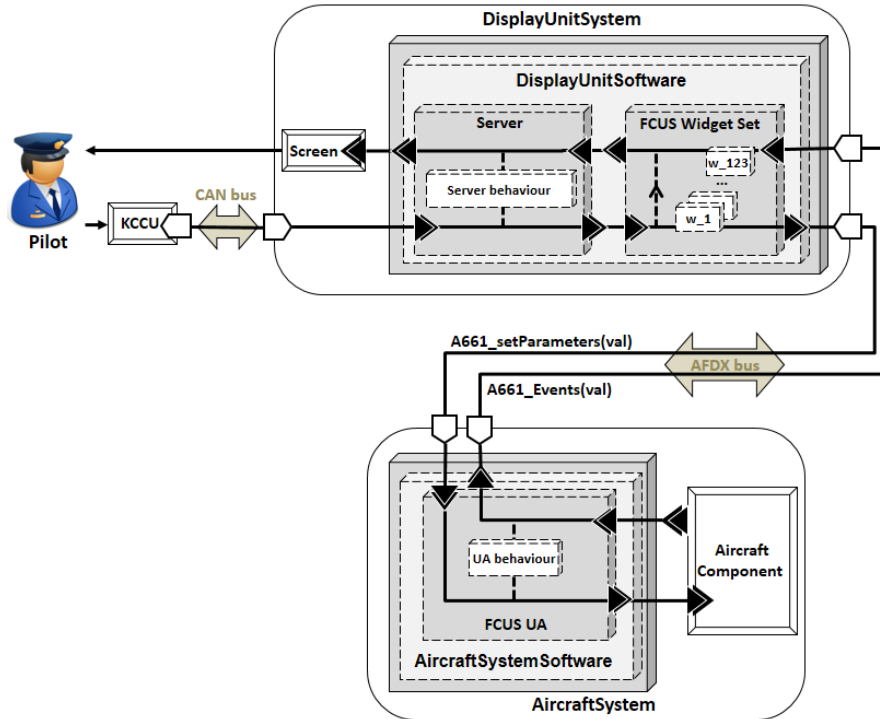 DisplayUnitSystem
DisplayUnitSoftware
Server
FCUS Widget Set
Screen
w_123
...
Server behaviour
w_1
CAN bus
KCCU
Pilot
A661_setParameters(val)
AFDX bus
A661_Events(val)
UA behaviour
Aircraft
Component
FCUS UA
AircraftSystemSoftware
AircraftSystem